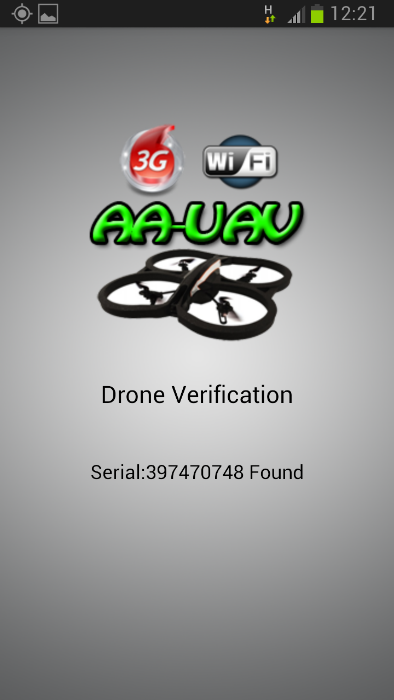 H
12:21
3G
Wi Fi
AA-UAV
Drone Verification
Serial:397470748 Found